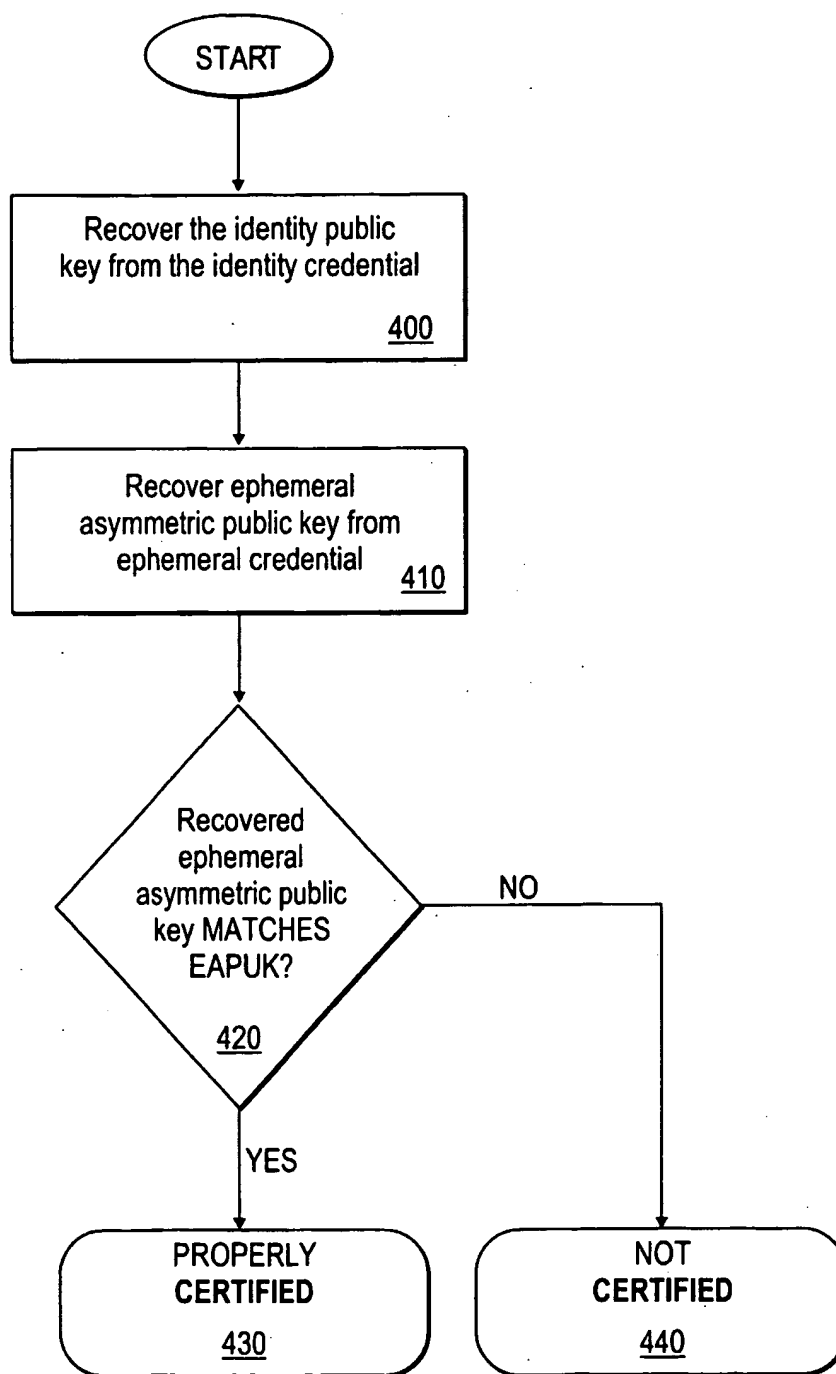 START
Recover the identity public
key from the identity credential
400
Recover ephemeral
asymmetric public key from
ephemeral credential
410
Recovered
ephemeral
asymmetric public
key MATCHES
EAPUK?
420
NO
YES
PROPERLY
CERTIFIED
430
NOT
CERTIFIED
440